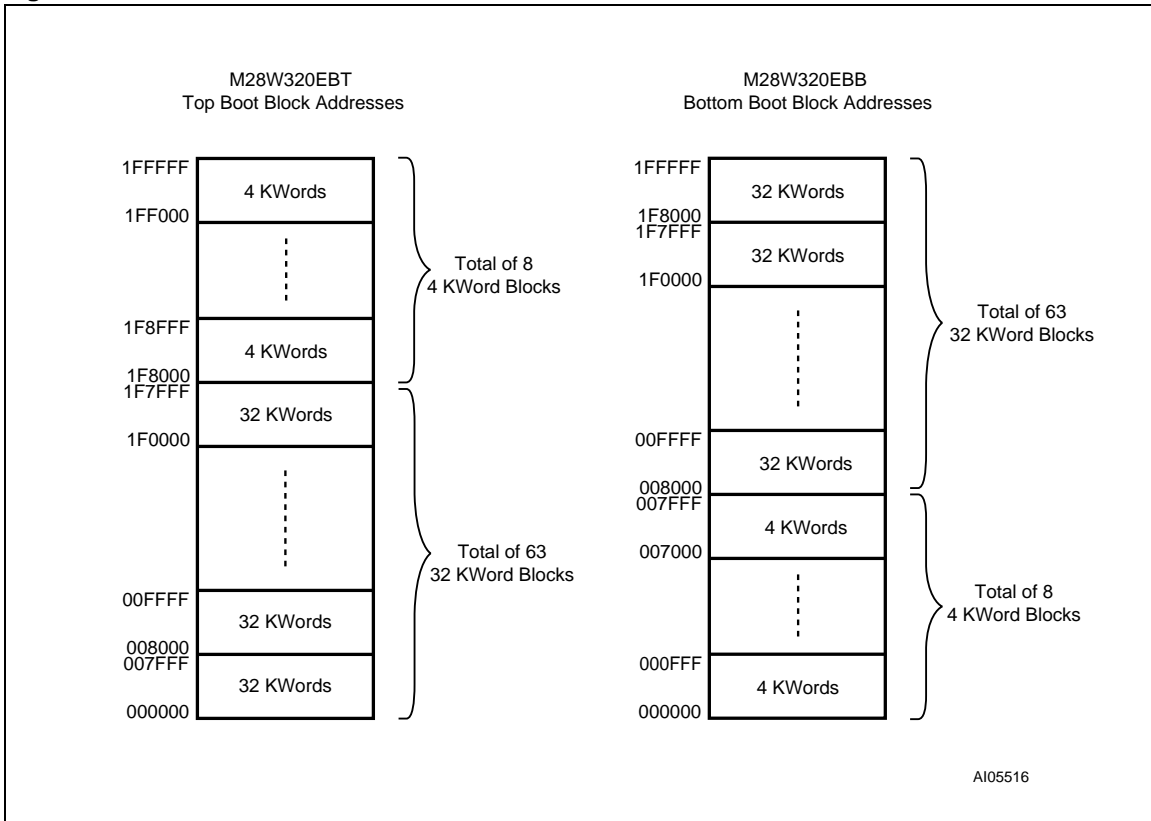 M28W320EBT
Top Boot Block Addresses
1FFFFF
4 KWords
1FF000
Total of 8
4 KWord Blocks
1F8FFF
4 KWords
1F8000
1F7FFF
32 KWords
1F0000
Total of 63
32 KWord Blocks
00FFFF
32 KWords
008000
007FFF
32 KWords
000000
M28W320EBB
Bottom Boot Block Addresses
1FFFFF
32 KWords
1F8000
1F7FFF
32 KWords
1F0000
Total of 63
32 KWord Blocks
00FFFF
32 KWords
008000
007FFF
4 KWords
007000
Total of 8
4 KWord Blocks
000FFF
4 KWords
000000
AI05516